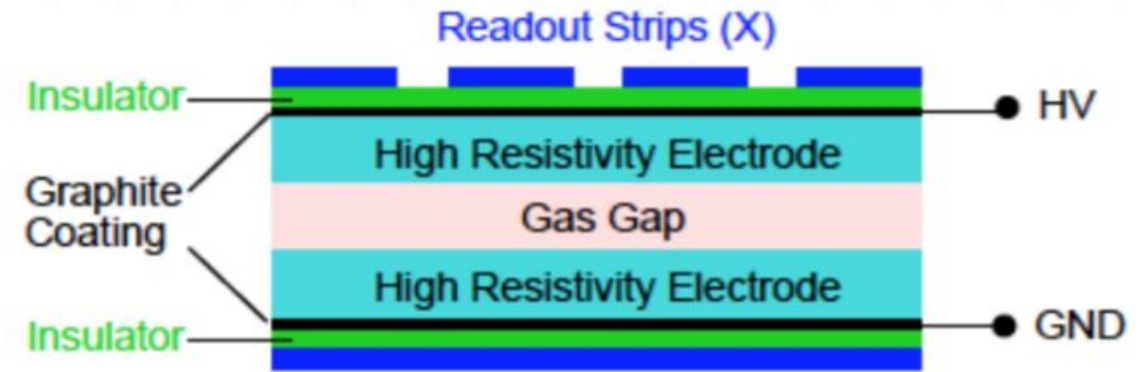 Readout Strips (X)
Insulator
HV
High Resistivity Electrode
Graphite
Coating
Gas Gap
High Resistivity Electrode
GND
Insulator